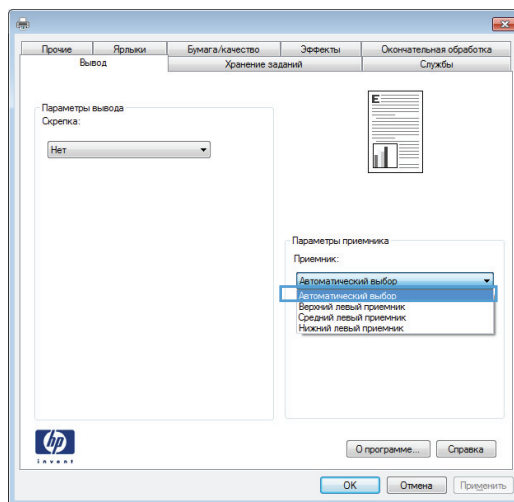 Прочие Ярлыки Бумага/качество Эффекты Окончательная обработка
Вывод Хранение заданий Службы
Параметры вывода
Скрепка:
Нет
E
Параметры приемника
Приемник:
Автоматический выбор
Автоматический выбор
Верхний левый приемник
Средний левый приемник
Нижний левый приемник
hp
invent
О программе... Справка
OK Отмена Применить